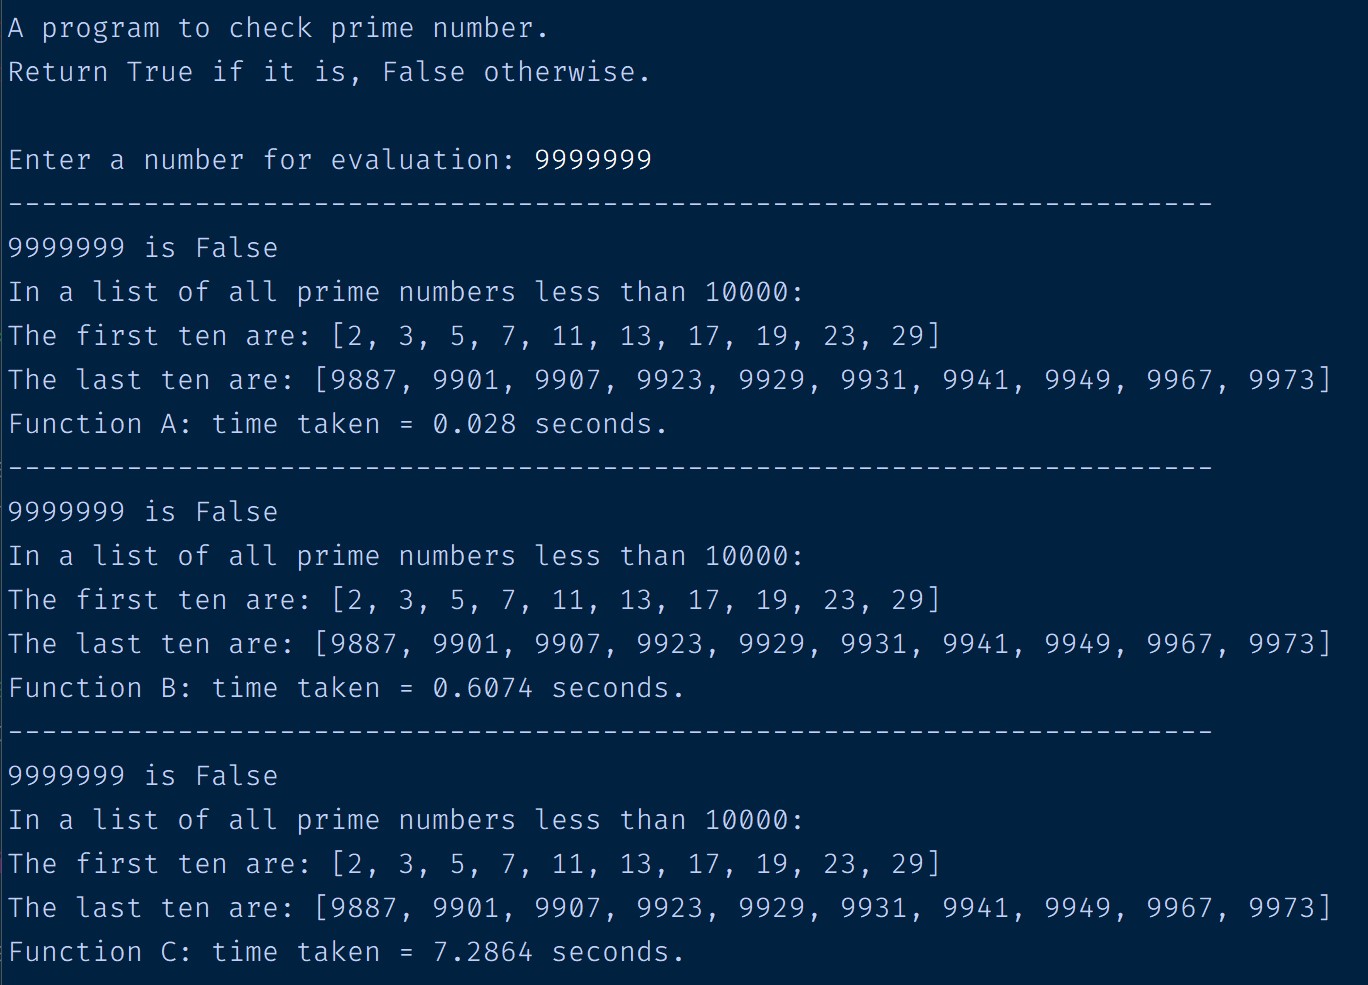 A program to check prime number.
Return True if it is, False otherwise.
Enter a number for evaluation: 9999999
-----------------------------------------------------------------------
9999999 is False
In a list of all prime numbers less than 10000:
The first ten are: [2, 3, 5, 7, 11, 13, 17, 19, 23, 29]
The last ten are: [9887, 9901, 9907, 9923, 9929, 9931, 9941, 9949, 9967, 9973]
Function A: time taken = 0.028 seconds.
-----------------------------------------------------------------------
9999999 is False
In a list of all prime numbers less than 10000:
The first ten are: [2, 3, 5, 7, 11, 13, 17, 19, 23, 29]
The last ten are: [9887, 9901, 9907, 9923, 9929, 9931, 9941, 9949, 9967, 9973]
Function B: time taken = 0.6074 seconds.
-----------------------------------------------------------------------
9999999 is False
In a list of all prime numbers less than 10000:
The first ten are: [2, 3, 5, 7, 11, 13, 17, 19, 23, 29]
The last ten are: [9887, 9901, 9907, 9923, 9929, 9931, 9941, 9949, 9967, 9973]
Function C: time taken = 7.2864 seconds.